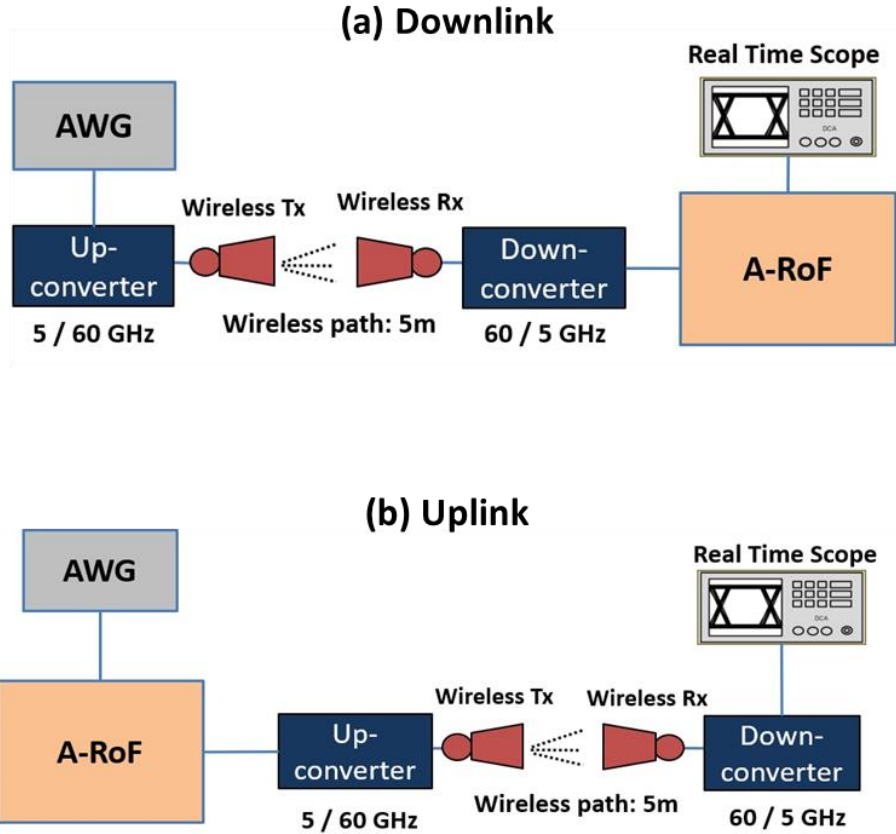 (a) Downlink
Real Time Scope
AWG
DCA
Wireless Tx
Wireless Rx
Up-
converter
Down-
converter
A-RoF
Wireless path: 5m
5 / 60 GHz
60 / 5 GHz
(b) Uplink
Real Time Scope
AWG
DCA
Wireless Tx
Wireless Rx
A-RoF
Up-
converter
Down-
converter
Wireless path: 5m
5 / 60 GHz
60 / 5 GHz